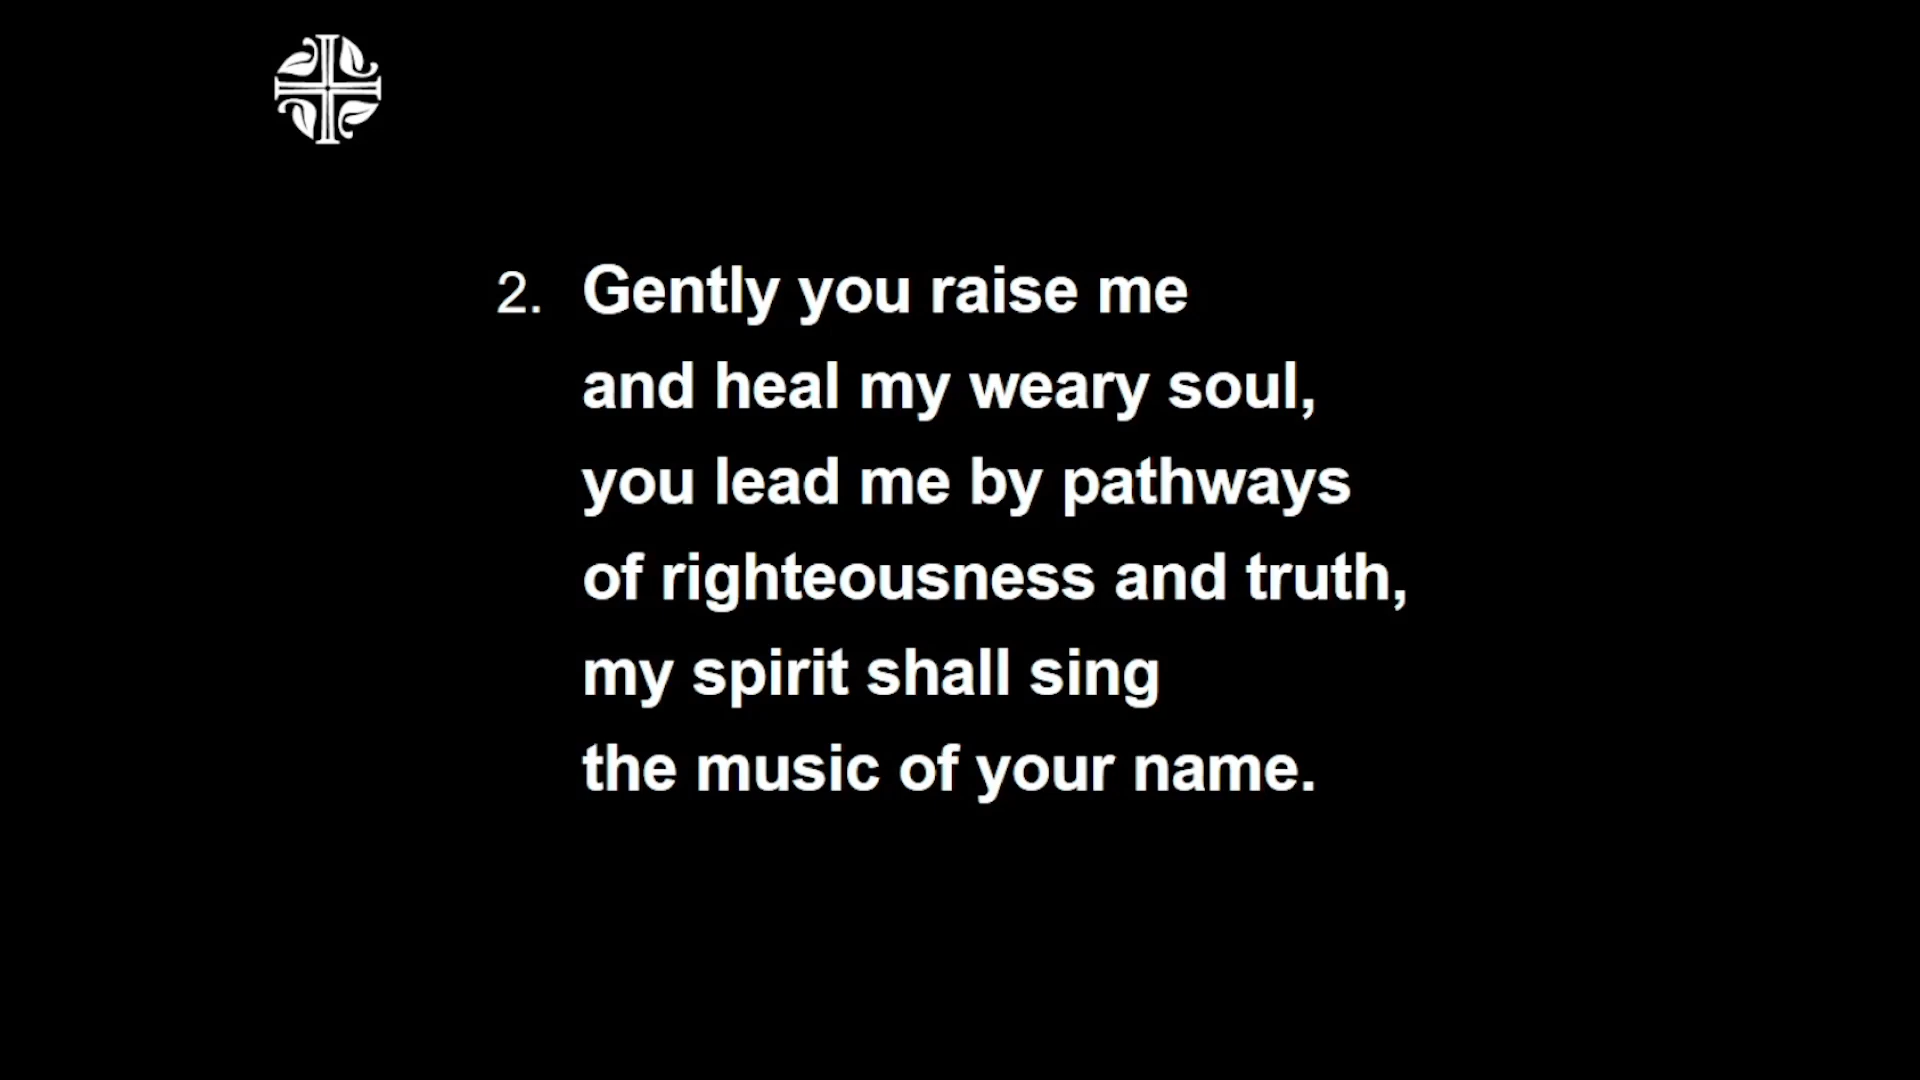 2. Gently you raise me
and heal my weary soul,
you lead me by pathways
of righteousness and truth,
my spirit shall sing
the music of your name.